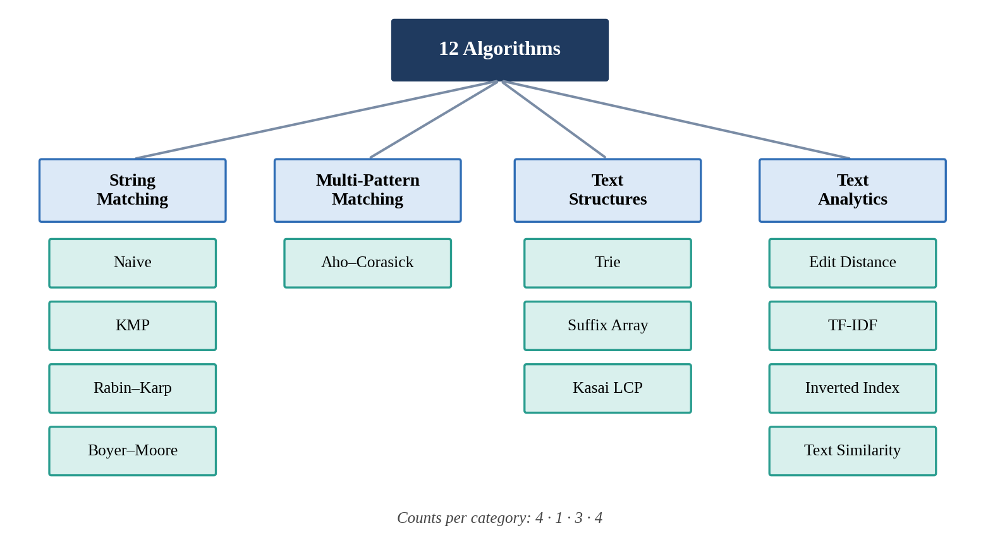 12 Algorithms
String
Matching
Naive
KMP
Rabin–Karp
Boyer–Moore
Multi-Pattern
Matching
Aho–Corasick
Text
Structures
Trie
Suffix Array
Kasai LCP
Text
Analytics
Edit Distance
TF-IDF
Inverted Index
Text Similarity
Counts per category: 4 · 1 · 3 · 4